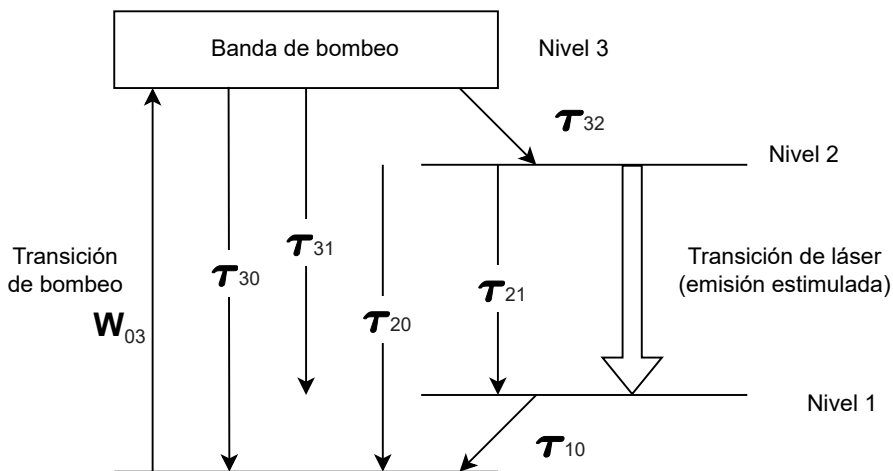 Banda de bombeo
Nivel 3
τ32
Nivel 2
τ31
Transición
de bombeo
τ30
τ21
Transición de láser
(emisión estimulada)
W03
τ20
Nivel 1
τ10